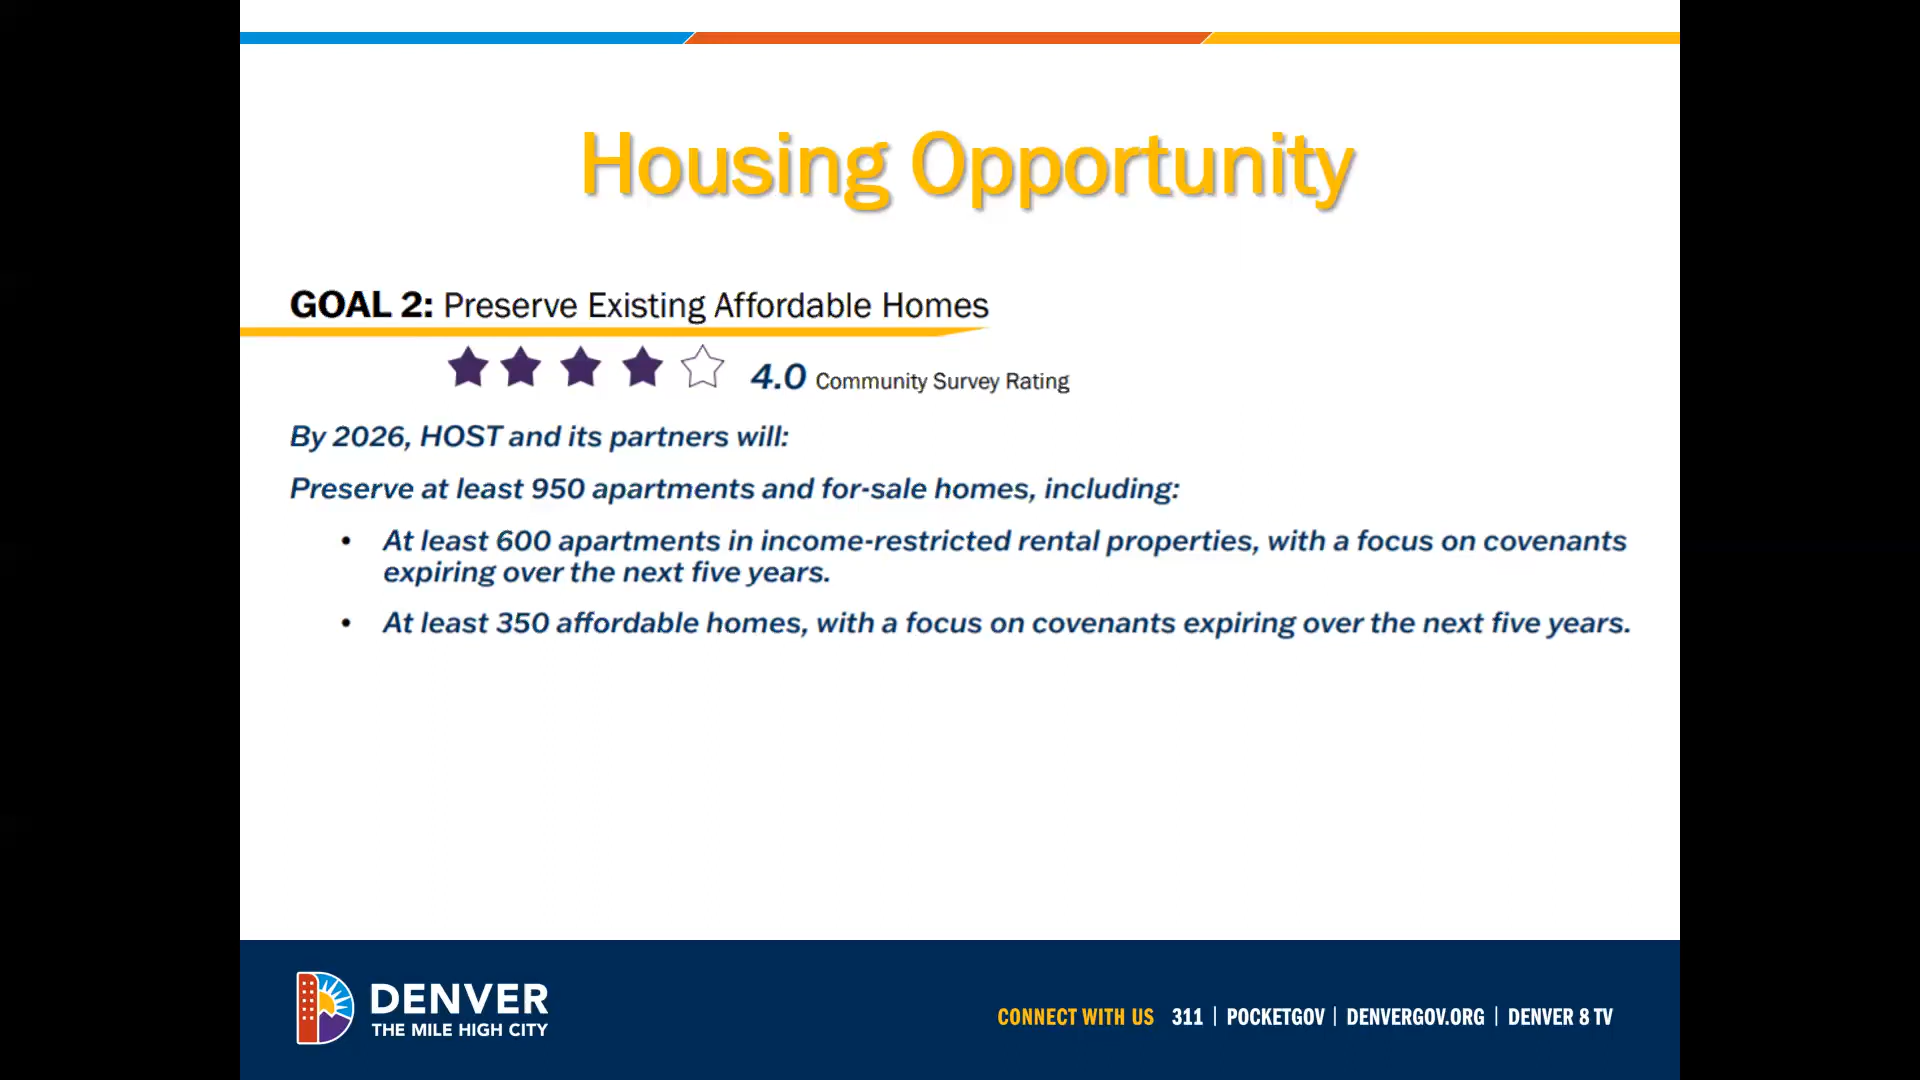 Housing Opportunity
GOAL 2: Preserve Existing Affordable Homes
4.0 Community Survey Rating
By 2026, HOST and its partners will:
Preserve at least 950 apartments and for-sale homes, including:
• At least 600 apartments in income-restricted rental properties, with a focus on covenants
expiring over the next five years.
• At least 350 affordable homes, with a focus on covenants expiring over the next five years.
DENVER
THE MILE HIGH CITY
CONNECT WITH US 311 | POCKETGOV | DENVERGOV.ORG | DENVER 8 TV